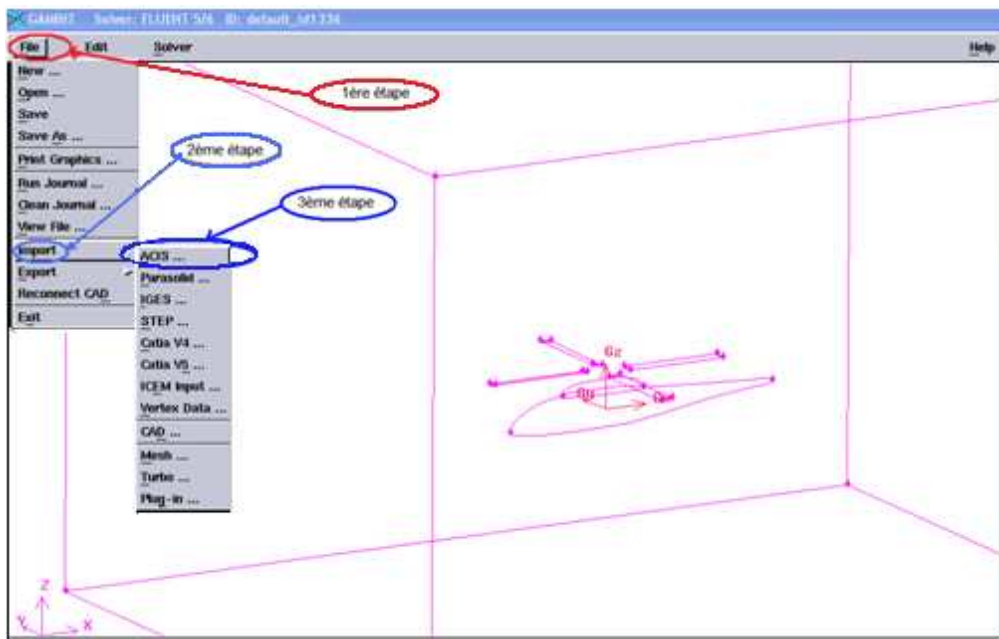 GAMBIT Solver: FLUENT 5/6 ID: default_id1336
File Edit Solver Help
New ...
Open ...
Save
Save As ...
Print Graphics ...
Run Journal ...
Clean Journal ...
View File ...
Import
Export
Reconnect CAD
Exit
1ère étape
2ème étape
3ème étape
ACIS ...
Parasolid ...
IGES ...
STEP ...
Catia V4 ...
Catia V5 ...
ICEM Input ...
Vertex Data ...
CAD ...
Mesh ...
Turbo ...
Plug-in ...
Gz
Z
Y X